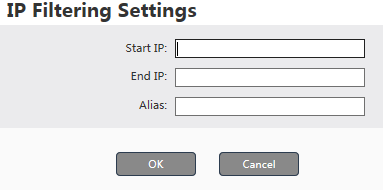 IP Filtering Settings
Start IP:
End IP:
Alias:
OK Cancel